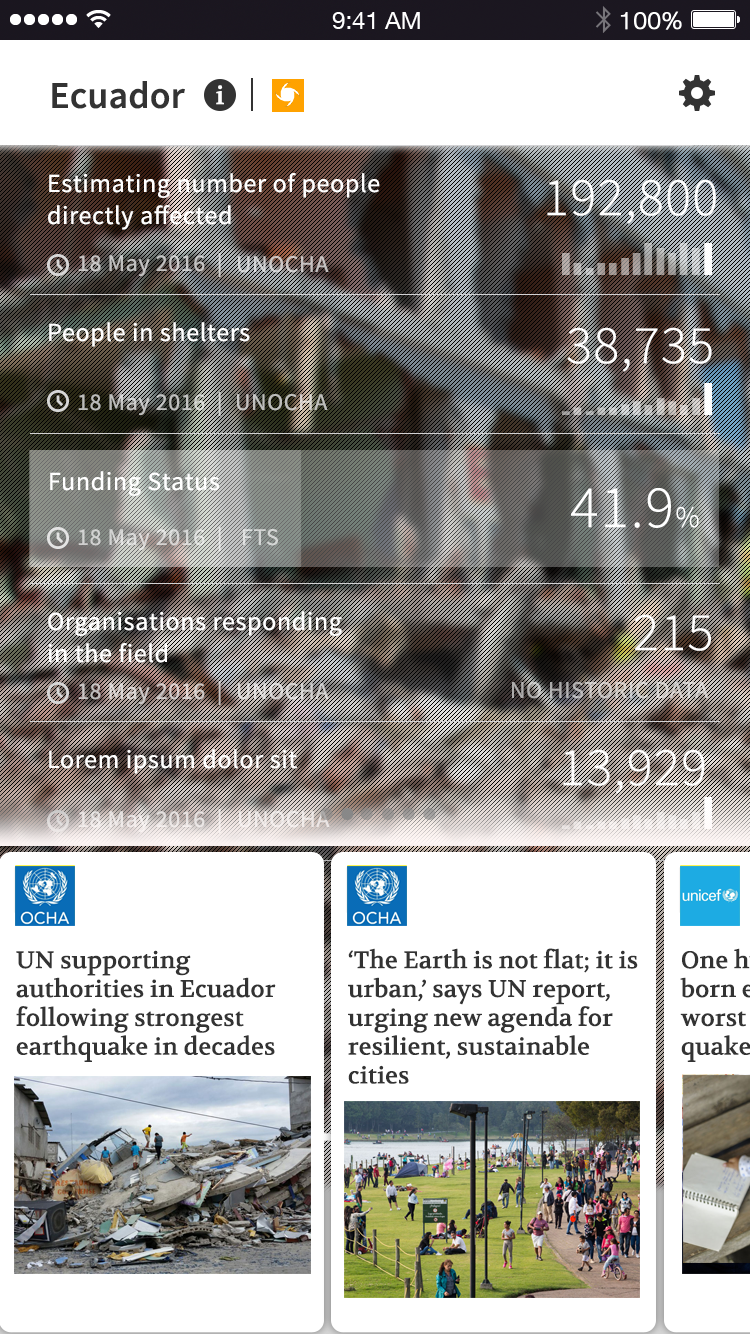 9:41 AM
100%
Ecuador
Estimating number of people
directly affected
192,800
18 May 2016 | UNOCHA
People in shelters
38,735
18 May 2016 | UNOCHA
Funding Status
41.9%
18 May 2016 | FTS
Organisations responding
in the field
215
18 May 2016 | UNOCHA
NO HISTORIC DATA
Lorem ipsum dolor sit
13,929
18 May 2016 | UNOCHA
OCHA
UN supporting
authorities in Ecuador
following strongest
earthquake in decades
OCHA
‘The Earth is not flat; it is
urban,’ says UN report,
urging new agenda for
resilient, sustainable
cities
unicef
One h
born e
worst
quake